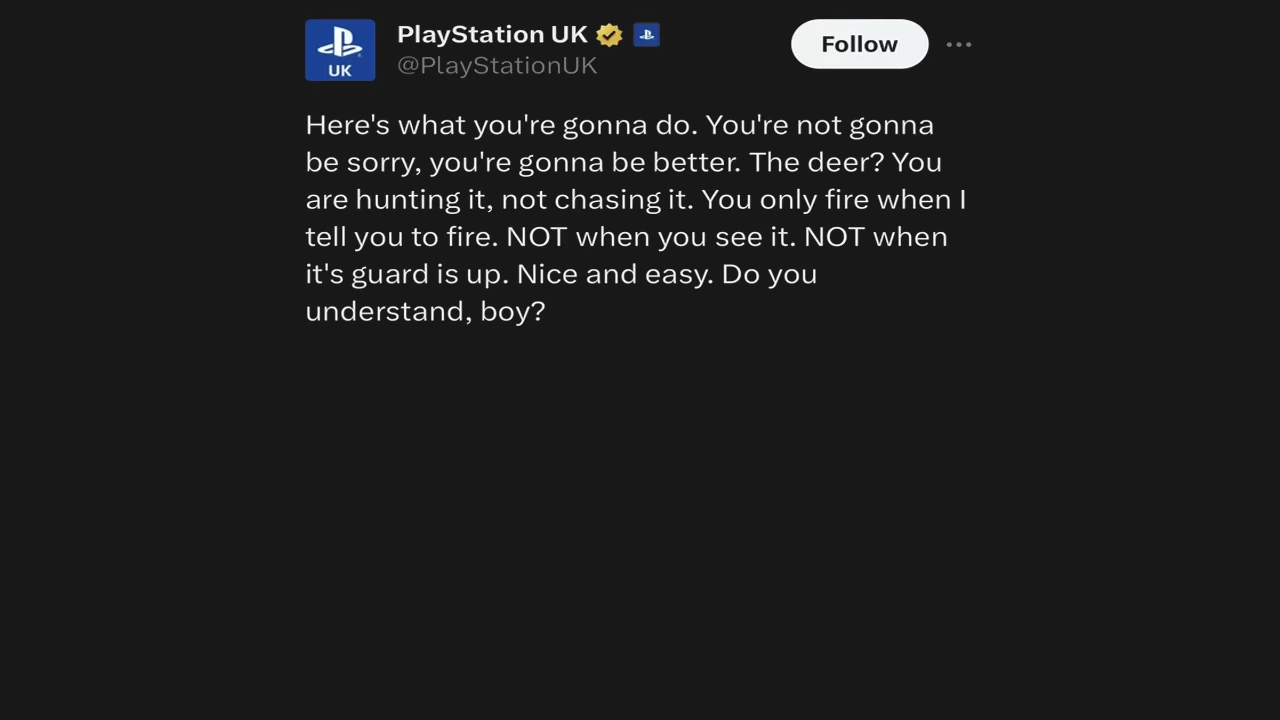 PlayStation UK
@PlayStationUK
UK
Follow
Here's what you're gonna do. You're not gonna
be sorry, you're gonna be better. The deer? You
are hunting it, not chasing it. You only fire when I
tell you to fire. NOT when you see it. NOT when
it's guard is up. Nice and easy. Do you
understand, boy?